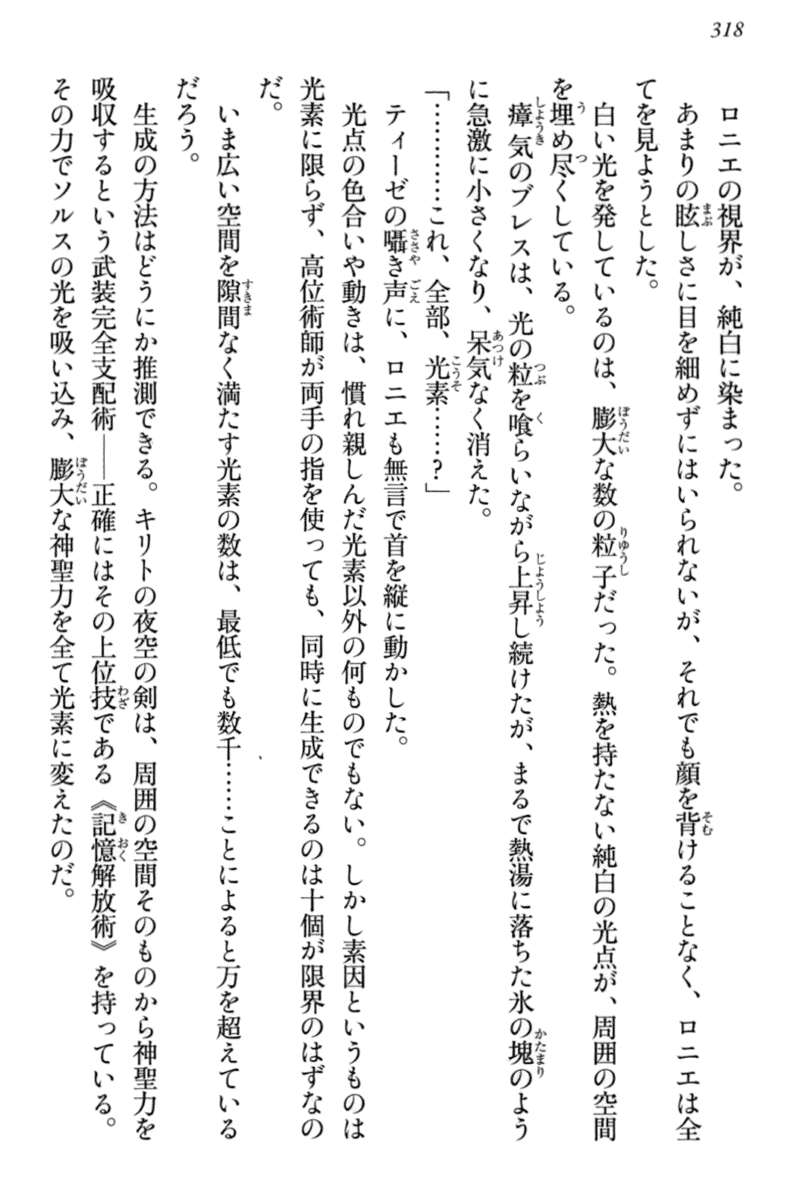 318
ロニエの視界が、純白に染まった。
あまりの眩しさに目を細めずにはいられないが、それでも顔を背けることなく、ロニエは全
てを見ようとした。
白い光を発しているのは、膨大な数の粒子だった。熱を持たない純白の光点が、周囲の空間
を埋め尽くしている。
瘴気のブレスは、光の粒を喰らいながら上昇し続けたが、まるで熱湯に落ちた氷の塊のよう
に急激に小さくなり、呆気なく消えた。
「…………これ、全部、光素……?」
ティーゼの囁き声に、ロニエも無言で首を縦に動かした。
光点の色合いや動きは、慣れ親しんだ光素以外の何ものでもない。しかし素因というものは
光素に限らず、高位術師が両手の指を使っても、同時に生成できるのは十個が限界のはずなの
だ。
いま広い空間を隙間なく満たす光素の数は、最低でも数千……ことによると万を超えている
だろう。
生成の方法はどうにか推測できる。キリトの夜空の剣は、周囲の空間そのものから神聖力を
吸収するという武装完全支配術――正確にはその上位技である《記憶解放術》を持っている。
その力でソルスの光を吸い込み、膨大な神聖力を全て光素に変えたのだ。